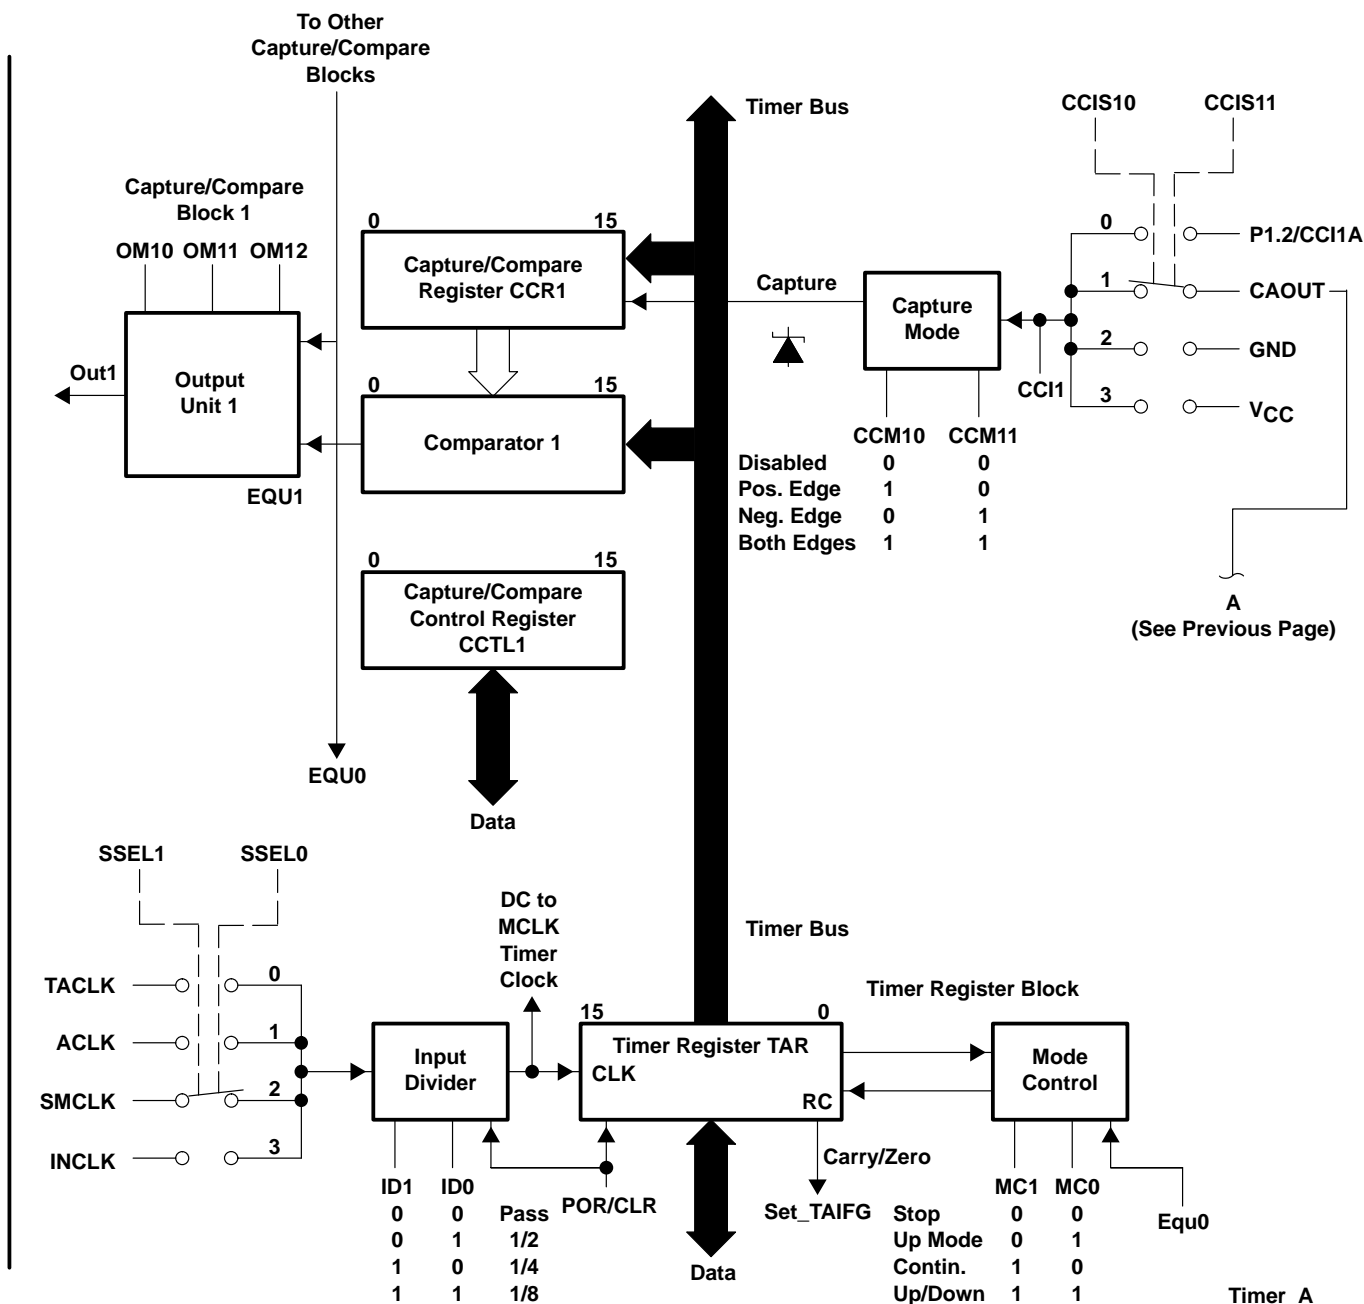 To Other
Capture/Compare
Blocks
Timer Bus
CCIS10 CCIS11
Capture/Compare
Block 1
OM10 OM11 OM12
0 15
Capture/Compare
Register CCR1
Capture
Capture
Mode
0 P1.2/CCI1A
1 CAOUT
2 GND
3 VCC
CCI1
Out1
Output
Unit 1
0 15
Comparator 1
EQU1
CCM10 CCM11
Disabled 0 0
Pos. Edge 1 0
Neg. Edge 0 1
Both Edges 1 1
0 15
Capture/Compare
Control Register
CCTL1
A
(See Previous Page)
EQU0
Data
SSEL1 SSEL0
DC to
MCLK
Timer
Clock
Timer Bus
TACLK 0
ACLK 1
SMCLK 2
INCLK 3
Input
Divider
15 0
Timer Register TAR
CLK
RC
Timer Register Block
Mode
Control
Carry/Zero
ID1 ID0
0 0 Pass
0 1 1/2
1 0 1/4
1 1 1/8
POR/CLR
Set_TAIFG
Data
MC1 MC0
Stop 0 0
Up Mode 0 1
Contin. 1 0
Up/Down 1 1
Equ0
Timer_A